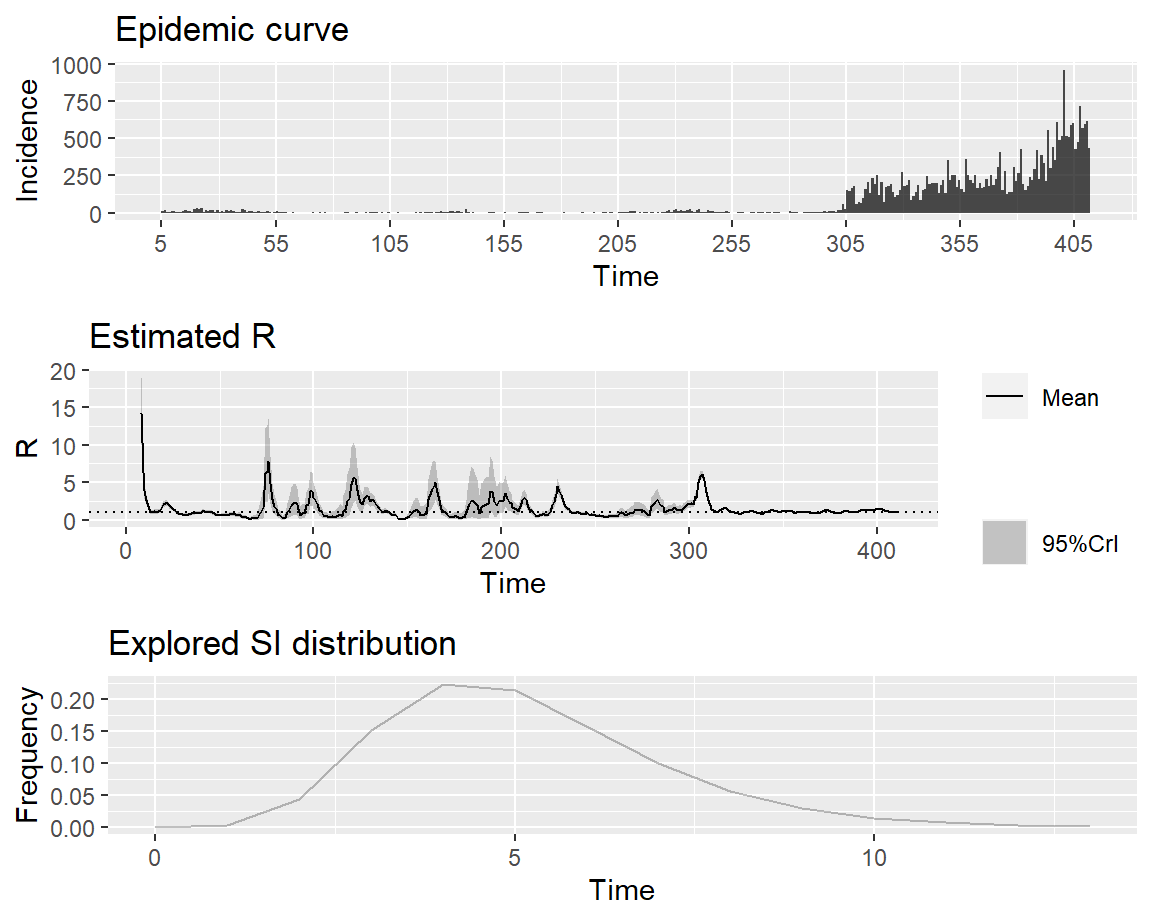 Epidemic curve
Incidence
1000
750
500
250
0
5 55 105 155 205 255 305 355 405
Time
Estimated R
R
20
15
10
5
0
0 100 200 300 400
Time
Mean
95%CrI
Explored SI distribution
Frequency
0.20
0.15
0.10
0.05
0.00
0 5 10
Time